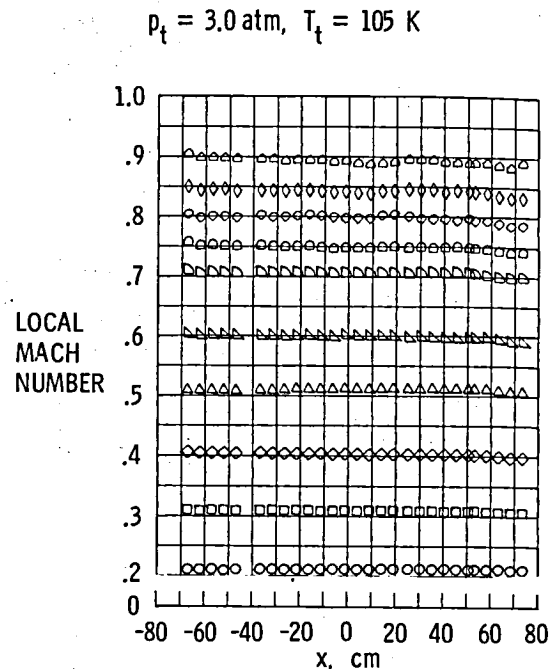 p_t = 3.0 atm, T_t = 105 K
1.0
.9
.8
.7
.6
.5
.4
.3
.2
0
LOCAL
MACH
NUMBER
-80 -60 -40 -20 0 20 40 60 80
x, cm